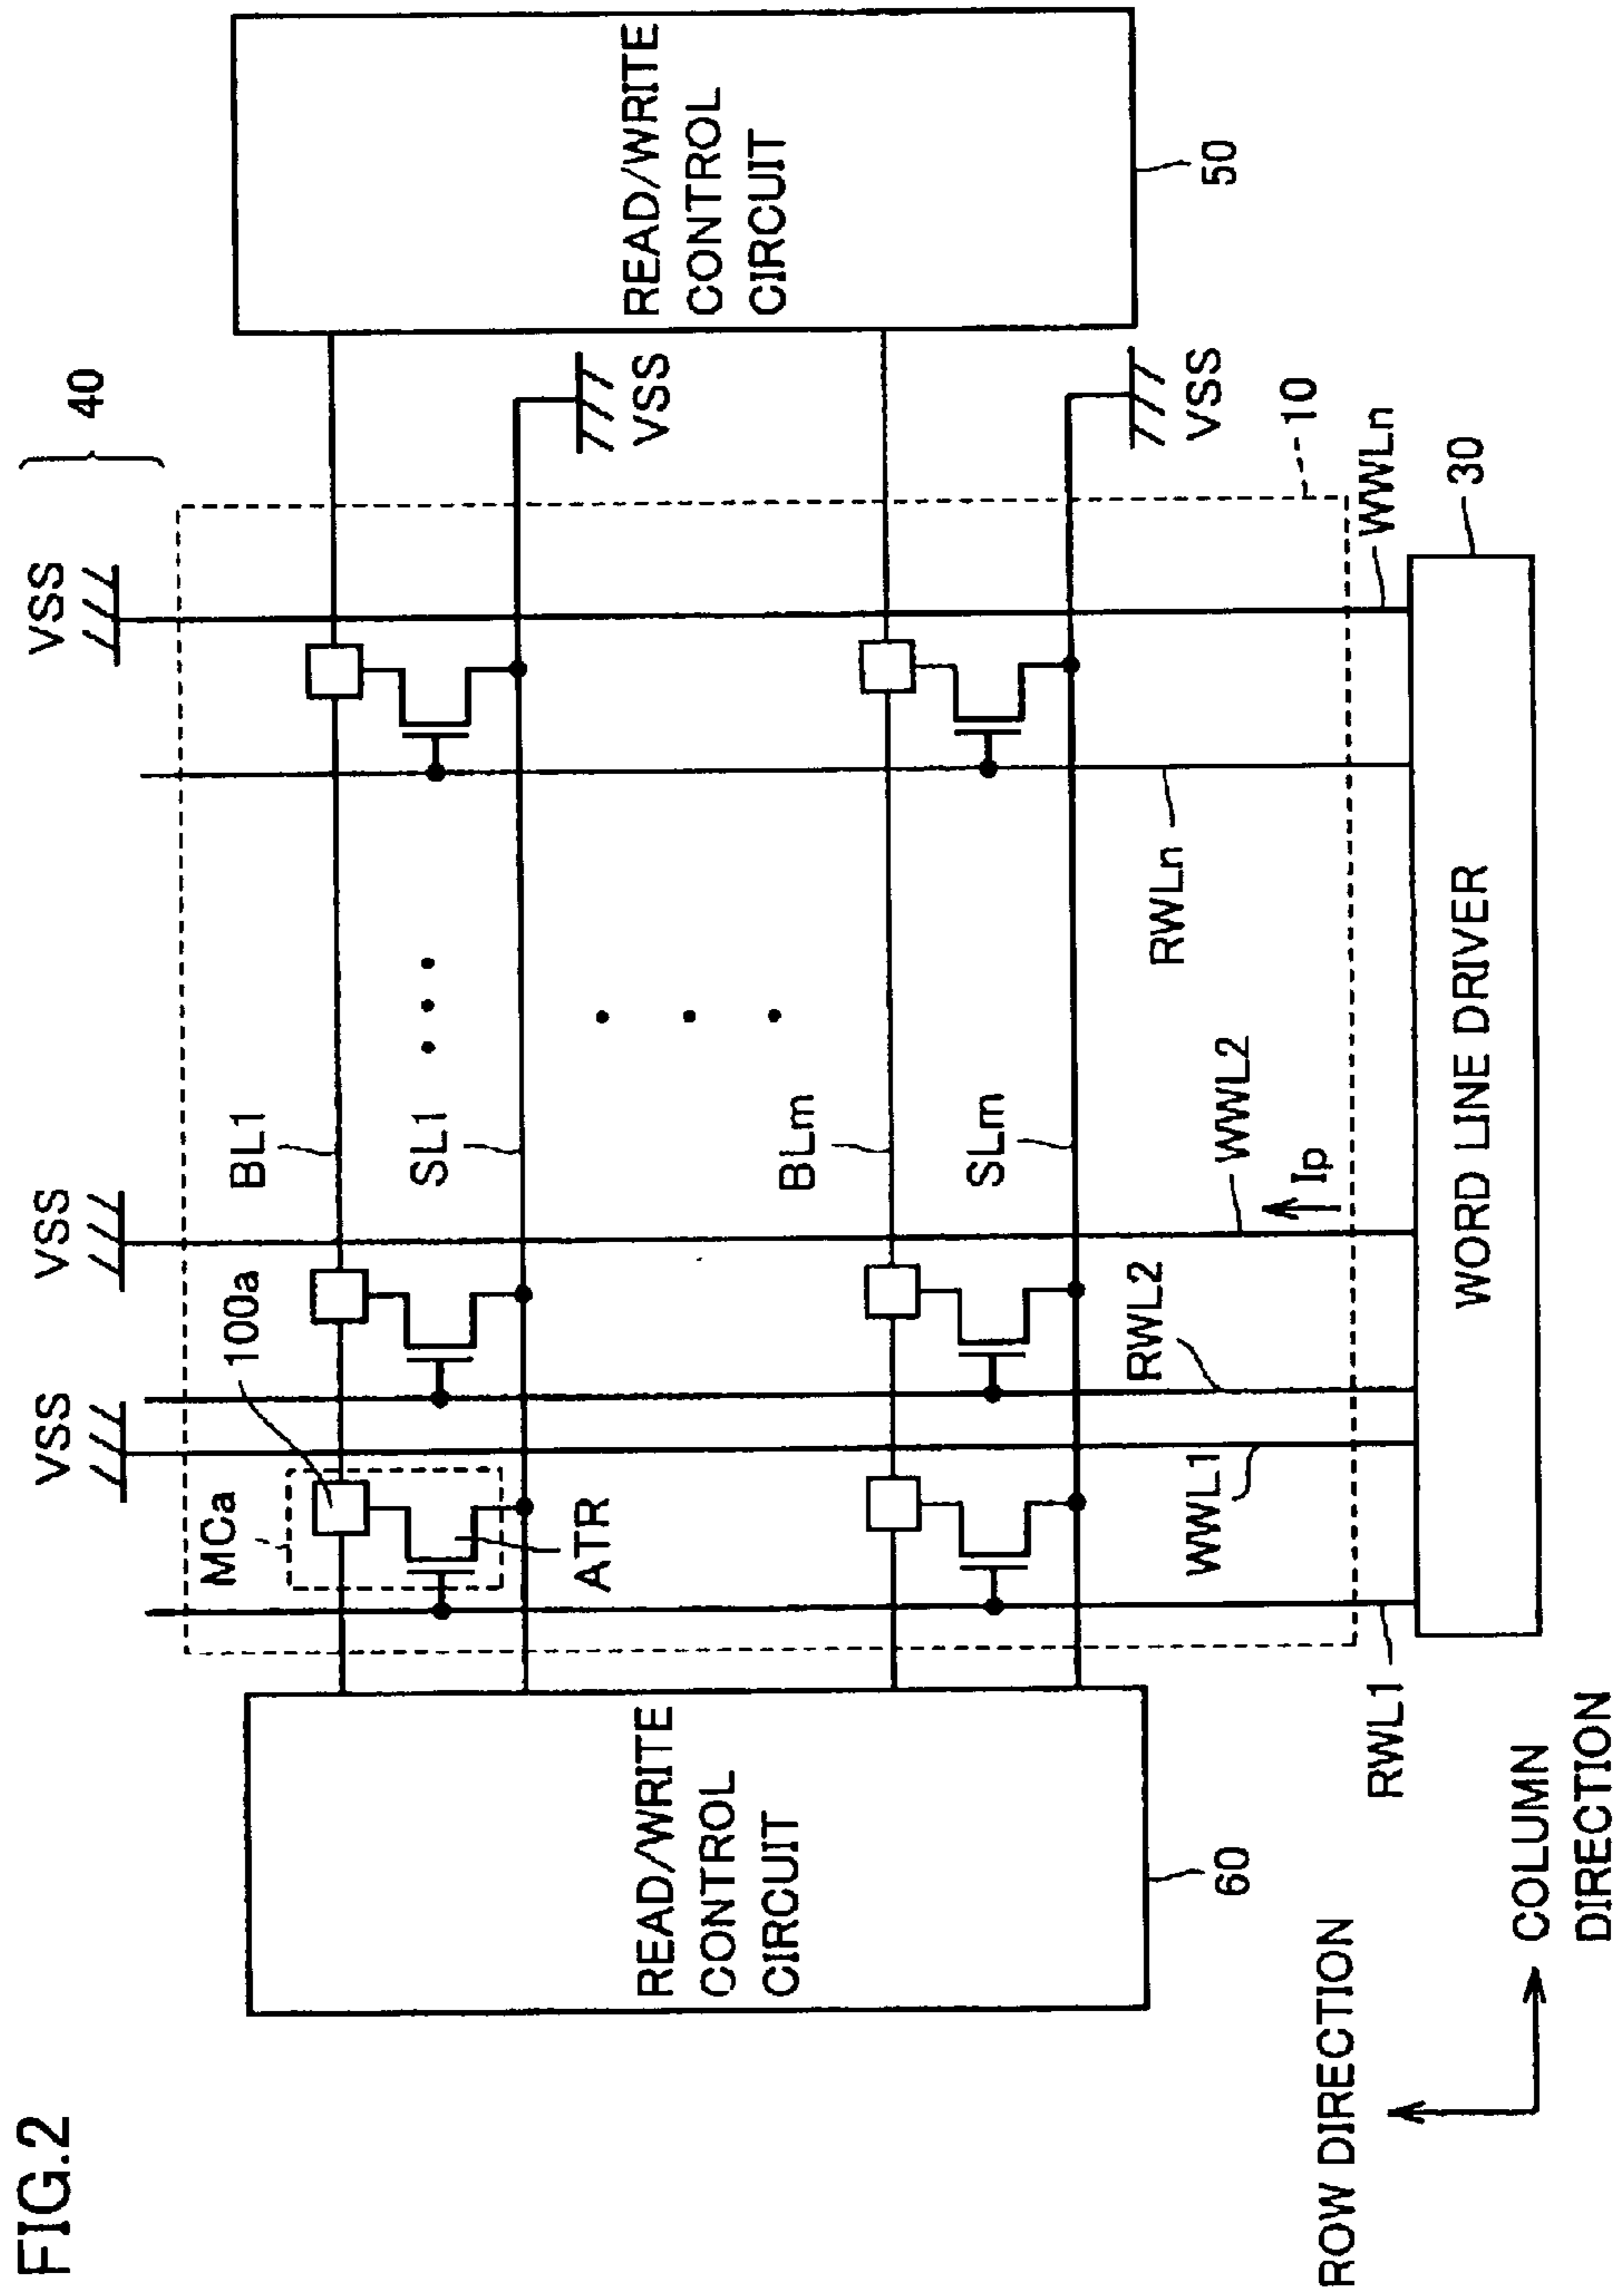 FIG.2
40
VSS
VSS
VSS
READ/WRITE
CONTROL
CIRCUIT
60
READ/WRITE
CONTROL
CIRCUIT
50
MCa
100a
ATR
BL1
SL1
VSS
BLm
SLm
VSS
10
RWL1
WWL1
RWL2
WWL2
Ip
RWLn
WWLn
WORD LINE DRIVER
30
ROW DIRECTION
COLUMN
DIRECTION